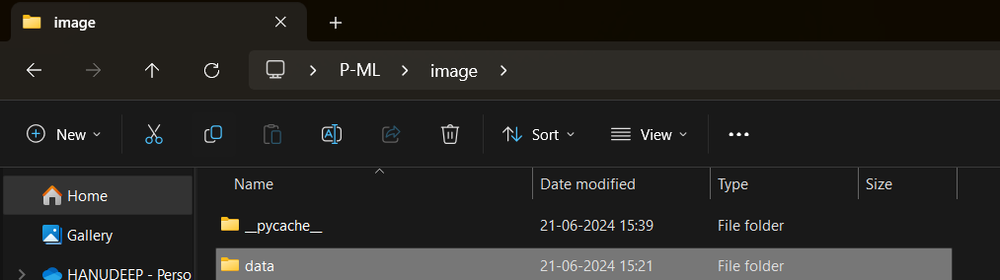 image
P-ML image
New Sort View
Name Date modified Type Size
Home
__pycache__ 21-06-2024 15:39 File folder
Gallery
data 21-06-2024 15:21 File folder
HANUDEEP - Perso